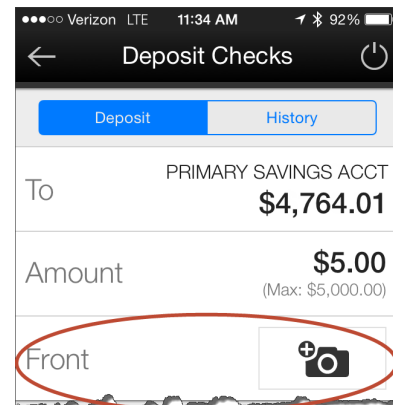 Verizon LTE 11:34 AM 92%
Deposit Checks
Deposit History
To PRIMARY SAVINGS ACCT
$4,764.01
Amount $5.00
(Max: $5,000.00)
Front